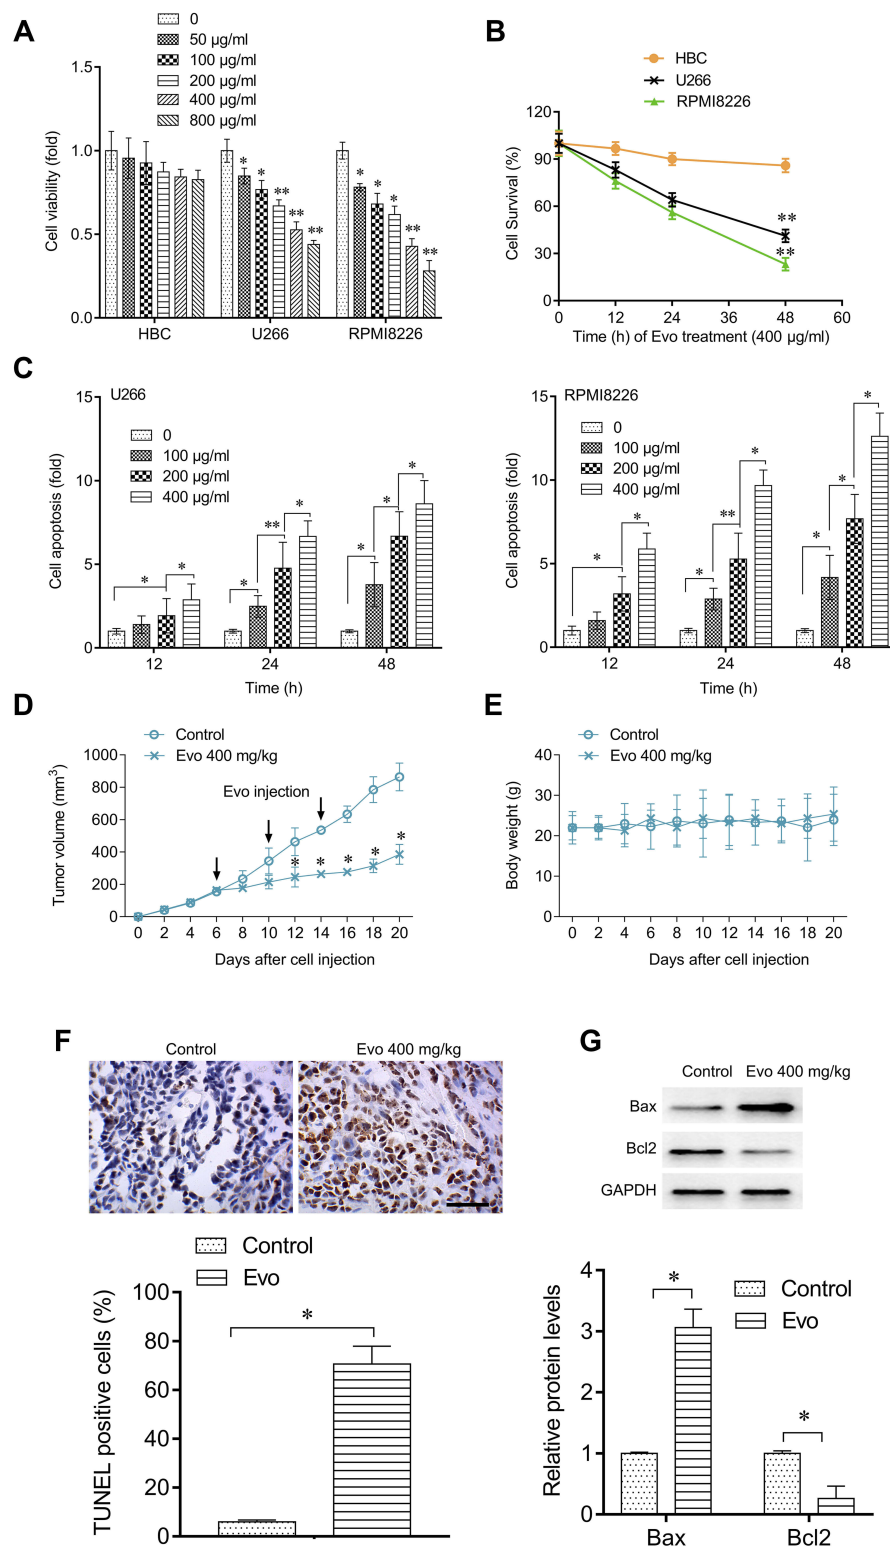 A
0
50 µg/ml
100 µg/ml
200 µg/ml
400 µg/ml
800 µg/ml
Cell viability (fold)
1.5
1.0
0.5
0.0
* * ** ** **
* * * ** **
HBC U266 RPMI8226
B
HBC
U266
RPMI8226
Cell Survival (%)
120
90
60
30
0
**
**
0 12 24 36 48 60
Time (h) of Evo treatment (400 µg/ml)
C
U266
0
100 µg/ml
200 µg/ml
400 µg/ml
Cell apoptosis (fold)
15
10
5
0
* *
* ** *
* * *
12 24 48
Time (h)
RPMI8226
0
100 µg/ml
200 µg/ml
400 µg/ml
Cell apoptosis (fold)
15
10
5
0
* *
* ** *
* * *
12 24 48
Time (h)
D
Control
Evo 400 mg/kg
Tumor volume (mm³)
1000
800
600
400
200
0
Evo injection
* * * * *
0 2 4 6 8 10 12 14 16 18 20
Days after cell injection
E
Control
Evo 400 mg/kg
Body weight (g)
40
30
20
10
0
0 2 4 6 8 10 12 14 16 18 20
Days after cell injection
F
Control Evo 400 mg/kg
Control
Evo
TUNEL positive cells (%)
100
80
60
40
20
0
*
G
Control Evo 400 mg/kg
Bax
Bcl2
GAPDH
Relative protein levels
4
3
2
1
0
Control
Evo
*
*
Bax Bcl2